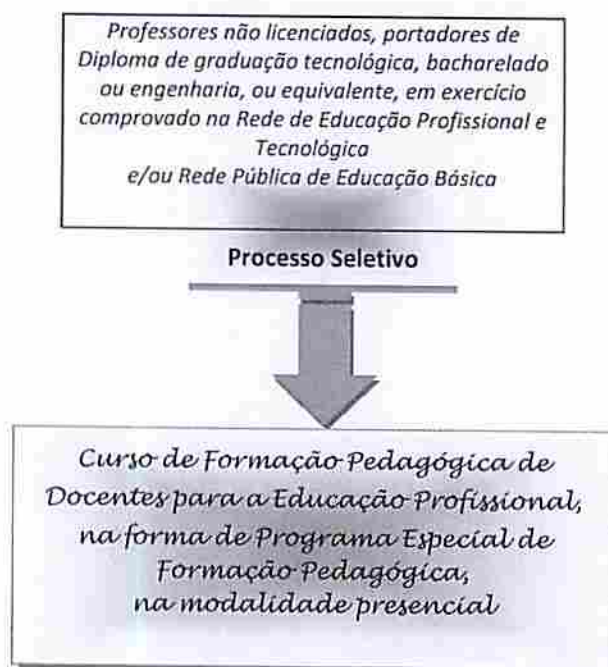 Professores não licenciados, portadores de
Diploma de graduação tecnológica, bacharelado
ou engenharia, ou equivalente, em exercício
comprovado na Rede de Educação Profissional e
Tecnológica
e/ou Rede Pública de Educação Básica
Processo Seletivo
Curso de Formação Pedagógica de
Docentes para a Educação Profissional,
na forma de Programa Especial de
Formação Pedagógica,
na modalidade presencial